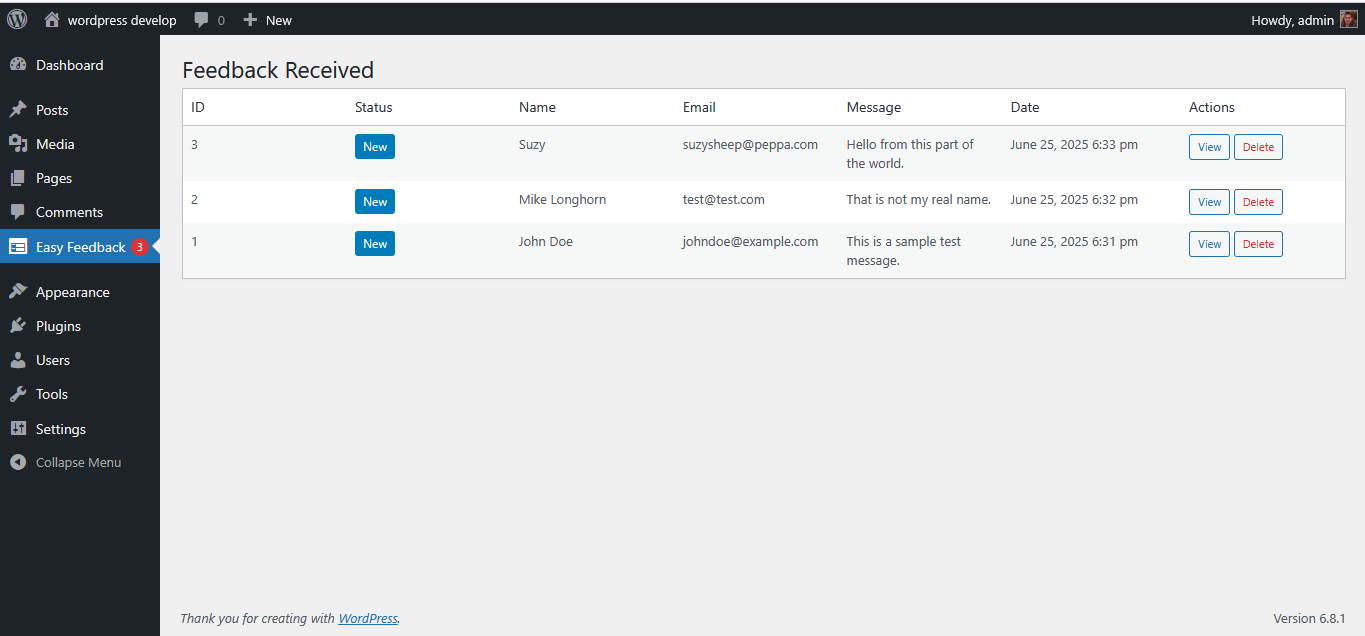 wordpress develop 0 New Howdy, admin
Dashboard
Posts
Media
Pages
Comments
Easy Feedback 3
Appearance
Plugins
Users
Tools
Settings
Collapse Menu
Feedback Received
ID Status Name Email Message Date Actions
3 New Suzy suzysheep@peppa.com Hello from this part of June 25, 2025 6:33 pm View Delete
the world.
2 New Mike Longhorn test@test.com That is not my real name. June 25, 2025 6:32 pm View Delete
1 New John Doe johndoe@example.com This is a sample test June 25, 2025 6:31 pm View Delete
message.
Thank you for creating with WordPress. Version 6.8.1